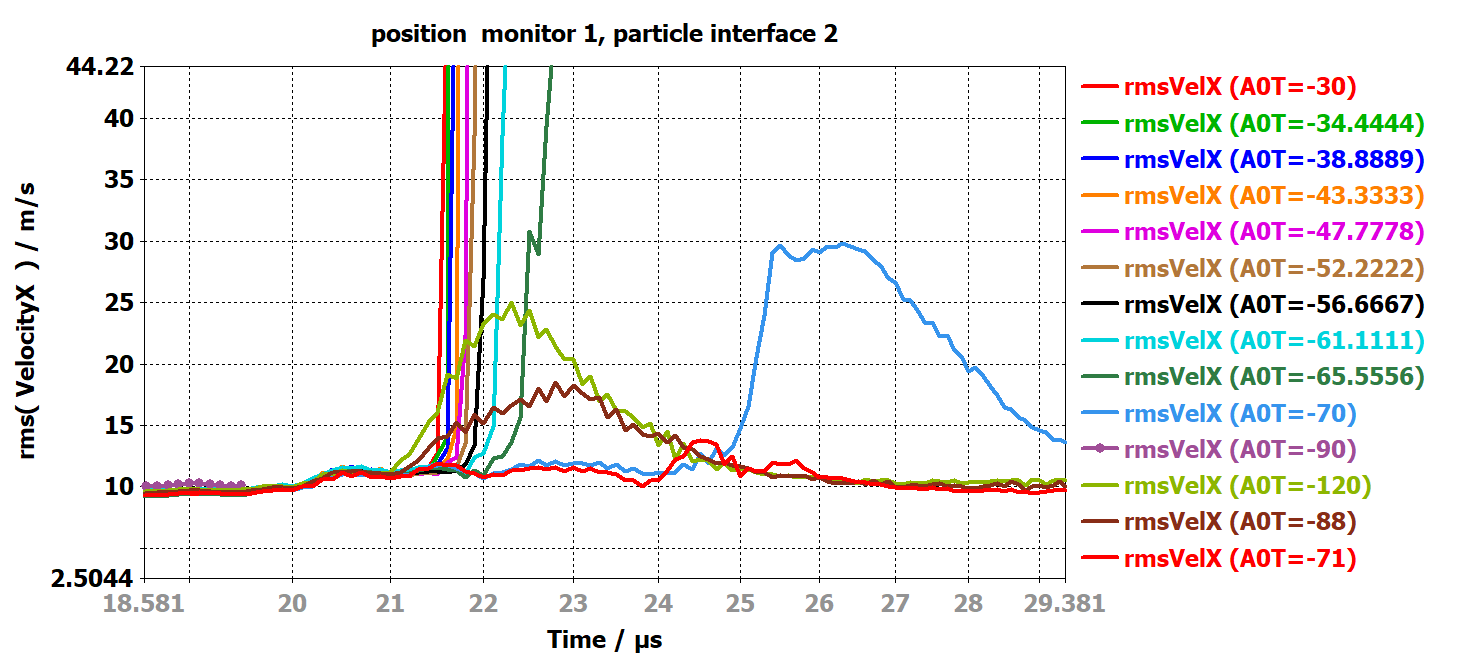 position monitor 1, particle interface 2
rms( VelocityX ) / m/s
44.22
40
35
30
25
20
15
10
2.5044
18.581
20
21
22
23
24
25
26
27
28
29.381
Time / µs
rmsVelX (A0T=-30)
rmsVelX (A0T=-34.4444)
rmsVelX (A0T=-38.8889)
rmsVelX (A0T=-43.3333)
rmsVelX (A0T=-47.7778)
rmsVelX (A0T=-52.2222)
rmsVelX (A0T=-56.6667)
rmsVelX (A0T=-61.1111)
rmsVelX (A0T=-65.5556)
rmsVelX (A0T=-70)
rmsVelX (A0T=-90)
rmsVelX (A0T=-120)
rmsVelX (A0T=-88)
rmsVelX (A0T=-71)